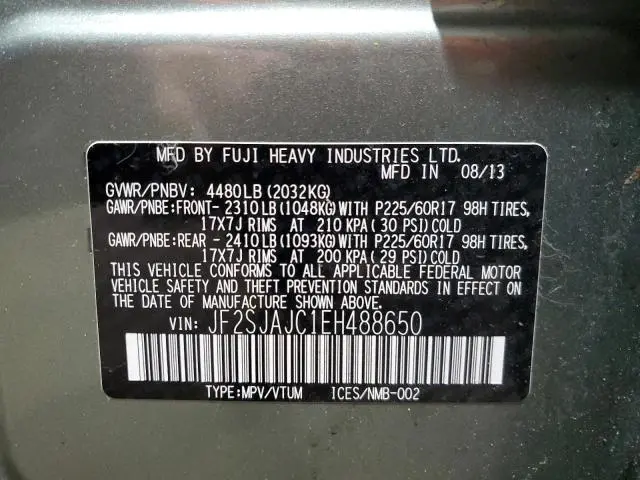 MFD BY FUJI HEAVY INDUSTRIES LTD.
MFD IN 08/13
GVWR/PNBV: 4480LB (2032KG)
GAWR/PNBE:FRONT- 2310LB (1048KG) WITH P225/60R17 98H TIRES,
17X7J RIMS AT 210 KPA ( 30 PSI) COLD
GAWR/PNBE:REAR - 2410LB (1093KG) WITH P225/60R17 98H TIRES,
17X7J RIMS AT 200 KPA ( 29 PSI) COLD
THIS VEHICLE CONFORMS TO ALL APPLICABLE FEDERAL MOTOR
VEHICLE SAFETY AND THEFT PREVENTION STANDARDS IN EFFECT ON
THE DATE OF MANUFACTURE SHOWN ABOVE.
VIN: JF2SJAJC1EH488650
TYPE:MPV/VTUM ICES/NMB-002